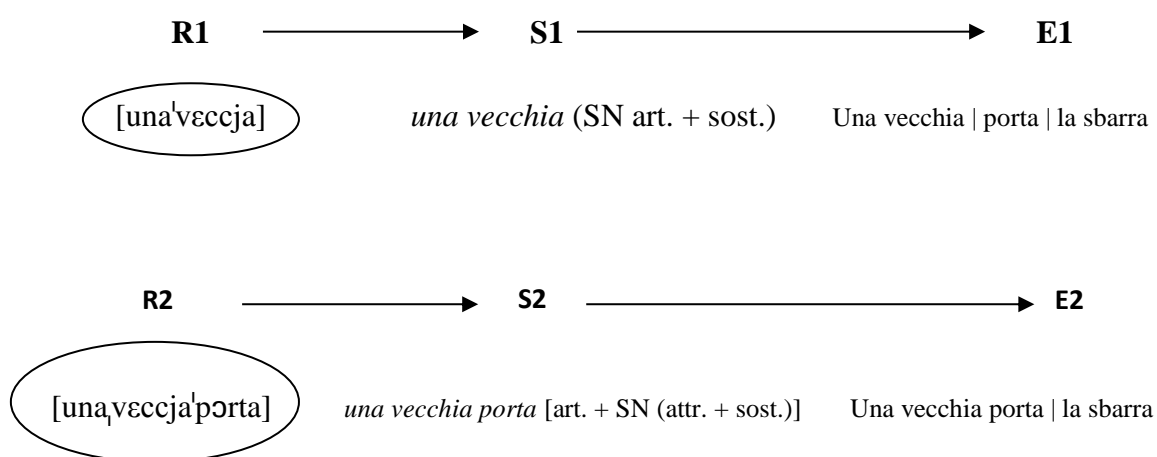 R1 S1 E1
[unaˈvɛccja] una vecchia (SN art. + sost.) Una vecchia | porta | la sbarra
R2 S2 E2
[unaˌvɛccjaˈpɔrta] una vecchia porta [art. + SN (attr. + sost.)] Una vecchia porta | la sbarra